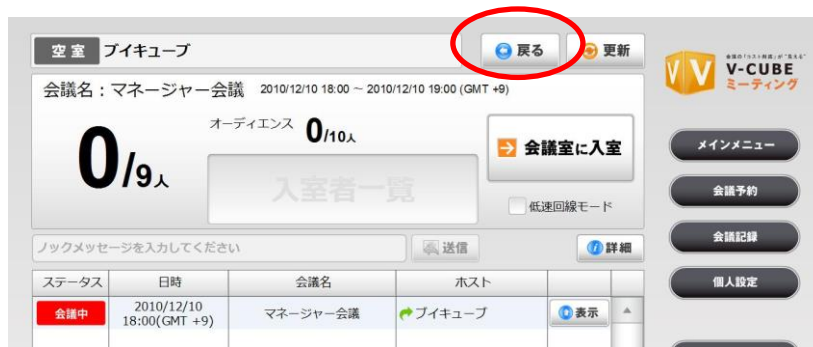 空室 ブイキューブ 戻る 更新
会議名：マネージャー会議 2010/12/10 18:00 ~ 2010/12/10 19:00 (GMT +9)
0/9人
オーディエンス 0/10人
入室者一覧
会議室に入室
低速回線モード
ノックメッセージを入力してください 送信 詳細
ステータス 日時 会議名 ホスト
会議中 2010/12/10 マネージャー会議 ブイキューブ 表示
18:00(GMT +9)
V-CUBE
ミーティング
メインメニュー
会議予約
会議記録
個人設定